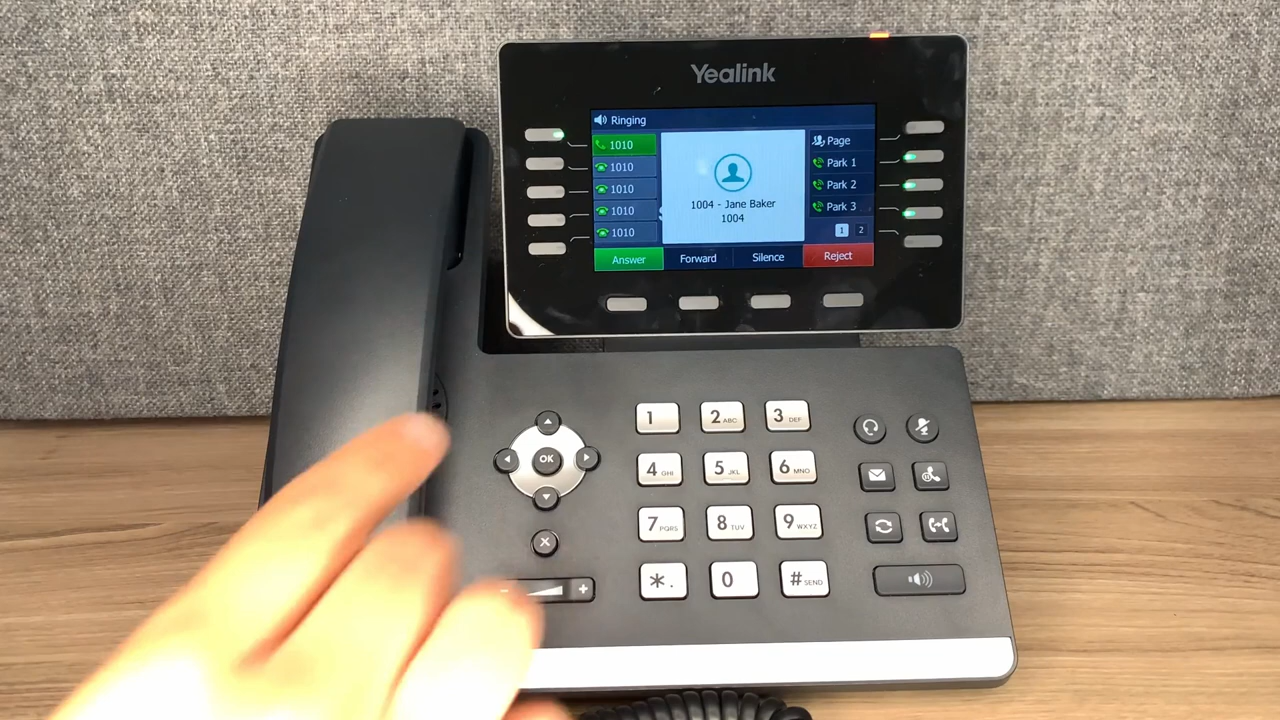 Yealink
Ringing
1010
1010
1010
1010
1010
1004 - Jane Baker
1004
Page
Park 1
Park 2
Park 3
1 2
Answer Forward Silence Reject
1 2 ABC 3 DEF
OK
4 GHI 5 JKL 6 MNO
7 PQRS 8 TUV 9 WXYZ
*. 0 # SEND
- +